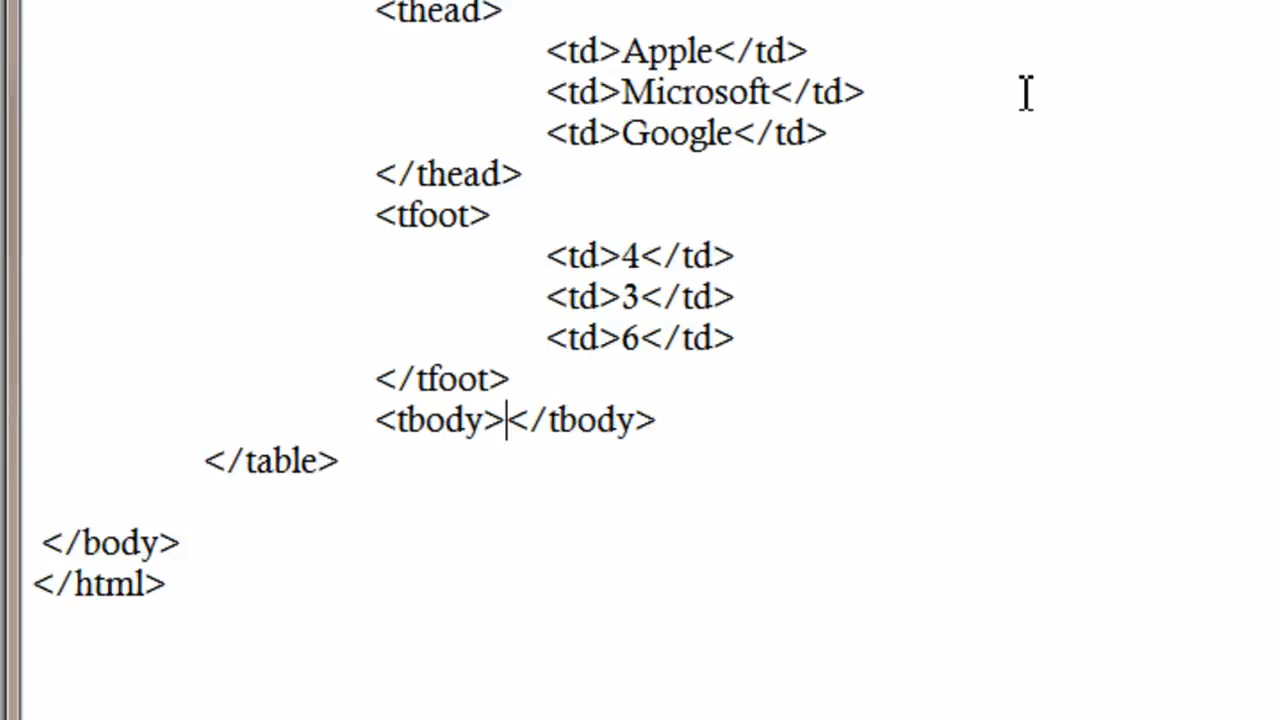 <thead>
<td>Apple</td>
<td>Microsoft</td>
<td>Google</td>
</thead>
<tfoot>
<td>4</td>
<td>3</td>
<td>6</td>
</tfoot>
<tbody></tbody>
</table>
</body>
</html>